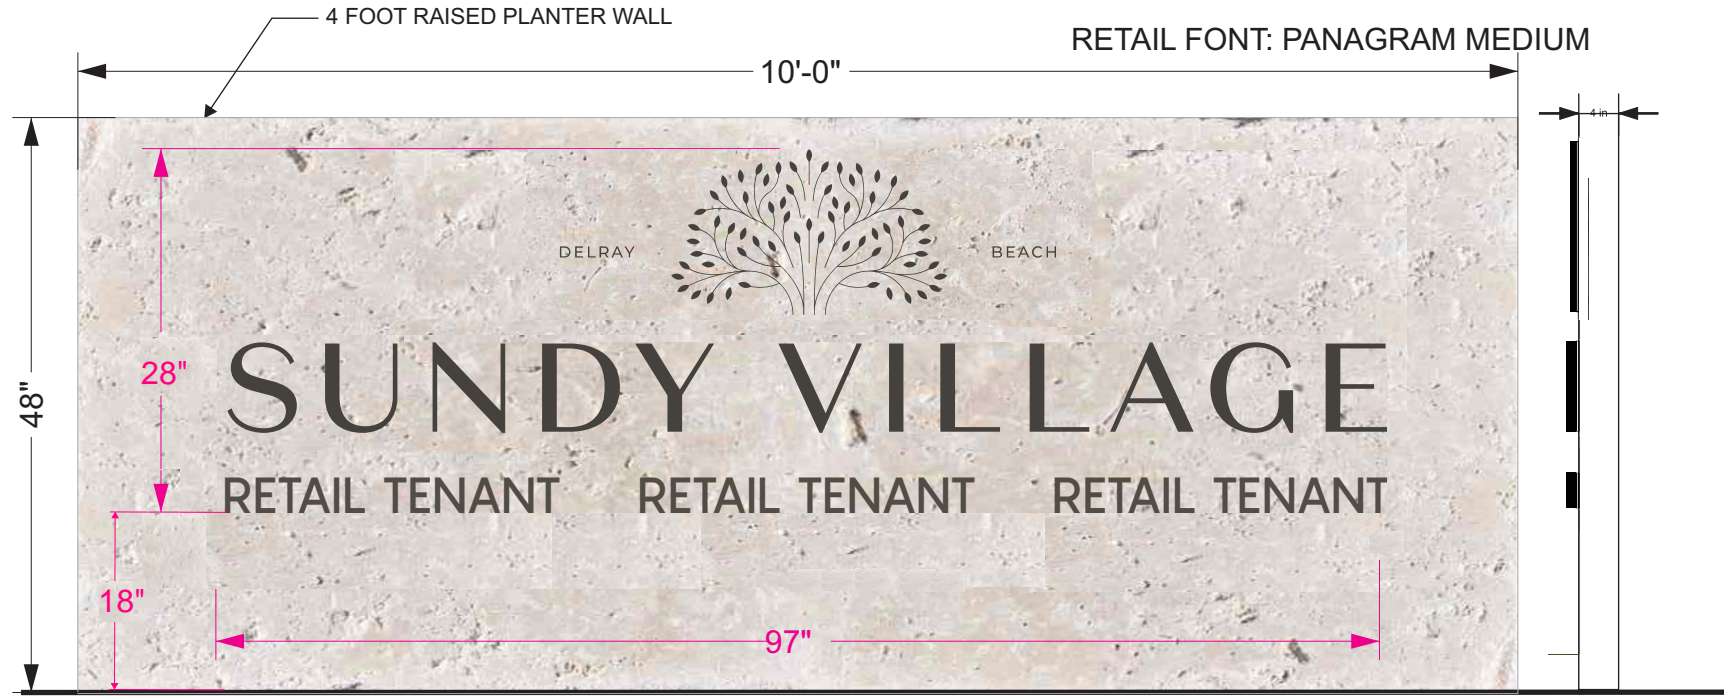 4 FOOT RAISED PLANTER WALL
RETAIL FONT: PANAGRAM MEDIUM
10'-0"
4 in
DELRAY BEACH
28"
48"
SUNDY VILLAGE
RETAIL TENANT RETAIL TENANT RETAIL TENANT
18"
97"